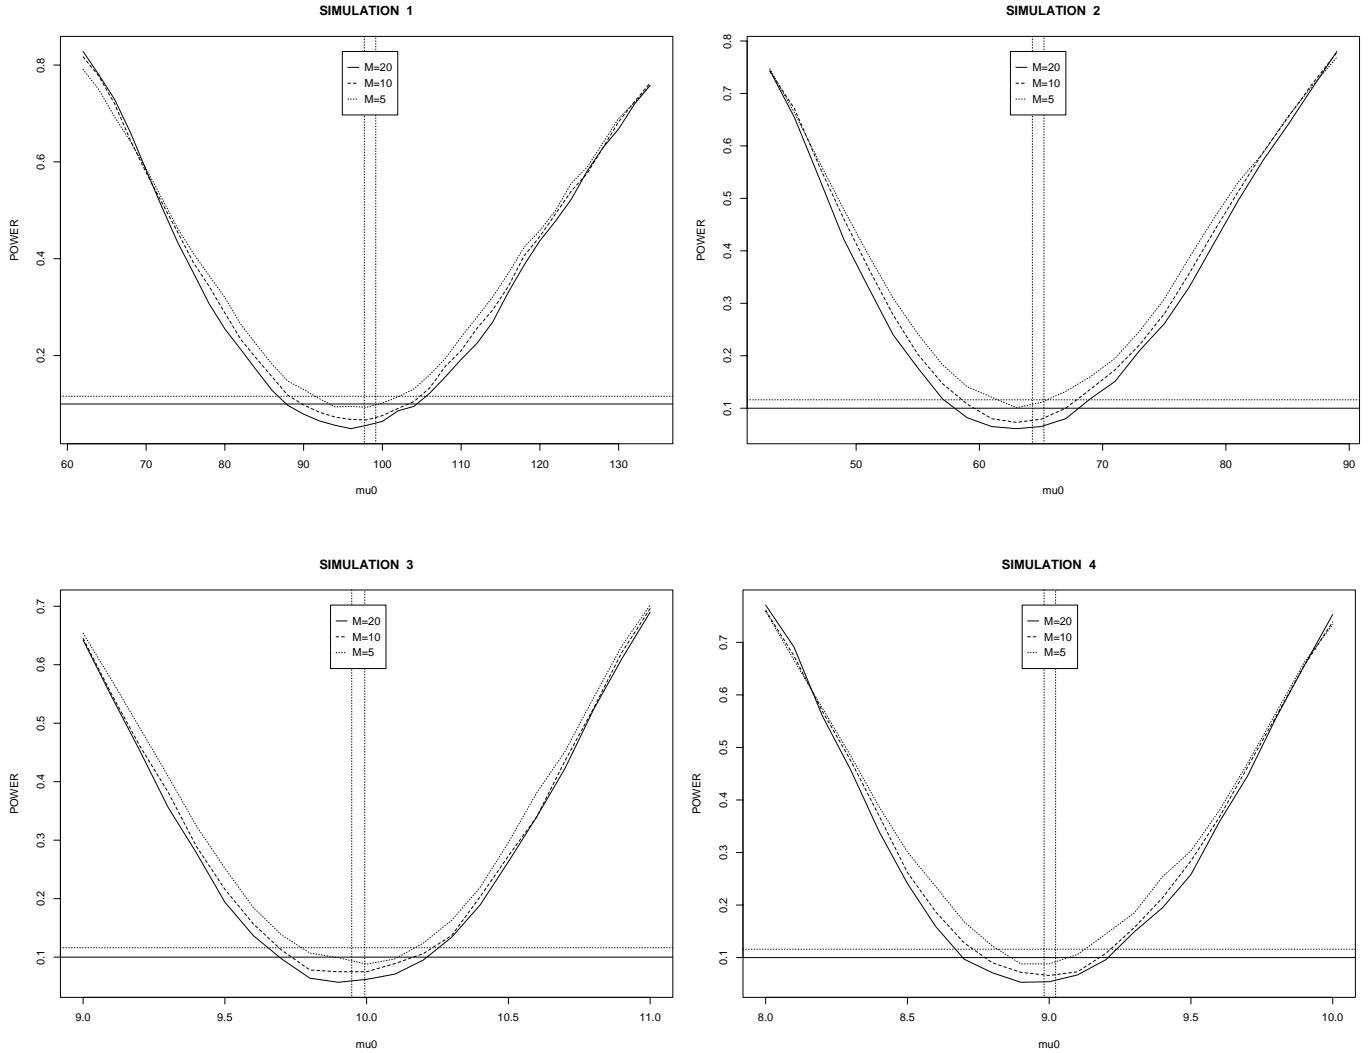 SIMULATION 1
POWER
0.8
0.6
0.4
0.2
M=20
M=10
M=5
60 70 80 90 100 110 120 130
mu0
SIMULATION 2
POWER
0.8
0.7
0.6
0.5
0.4
0.3
0.2
0.1
M=20
M=10
M=5
50 60 70 80 90
mu0
SIMULATION 3
POWER
0.7
0.6
0.5
0.4
0.3
0.2
0.1
M=20
M=10
M=5
9.0 9.5 10.0 10.5 11.0
mu0
SIMULATION 4
POWER
0.7
0.6
0.5
0.4
0.3
0.2
0.1
M=20
M=10
M=5
8.0 8.5 9.0 9.5 10.0
mu0